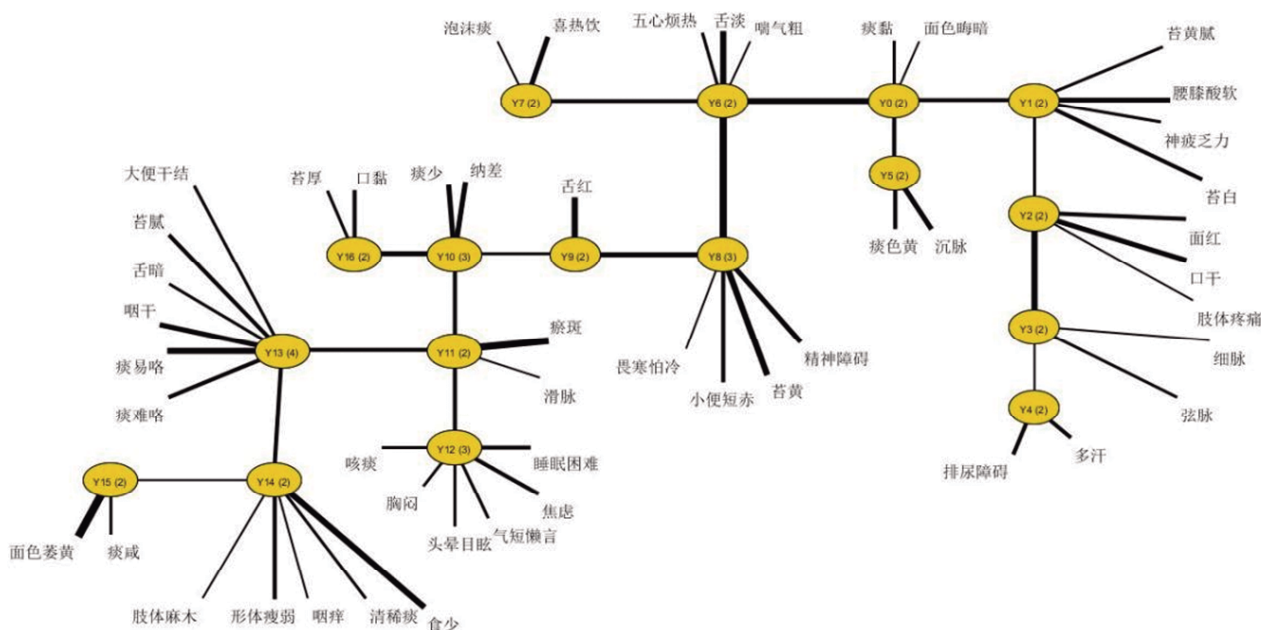 泡沫痰
喜热饮
五心烦热
舌淡
喘气粗
痰黏
面色晦暗
苔黄腻
腰膝酸软
神疲乏力
苔白
Y7 (2)
Y6 (2)
Y0 (2)
Y1 (2)
Y5 (2)
痰色黄
沉脉
Y2 (2)
面红
口干
肢体疼痛
大便干结
苔厚
口黏
痰少
纳差
舌红
苔腻
舌暗
咽干
痰易咯
痰难咯
Y16 (2)
Y10 (3)
Y9 (2)
Y8 (3)
Y13 (4)
Y11 (2)
瘀斑
滑脉
畏寒怕冷
小便短赤
苔黄
精神障碍
Y3 (2)
细脉
弦脉
Y4 (2)
排尿障碍
多汗
Y12 (3)
咳痰
胸闷
头晕目眩
气短懒言
焦虑
睡眠困难
Y15 (2)
Y14 (2)
面色萎黄
痰咸
肢体麻木
形体瘦弱
咽痒
清稀痰
食少